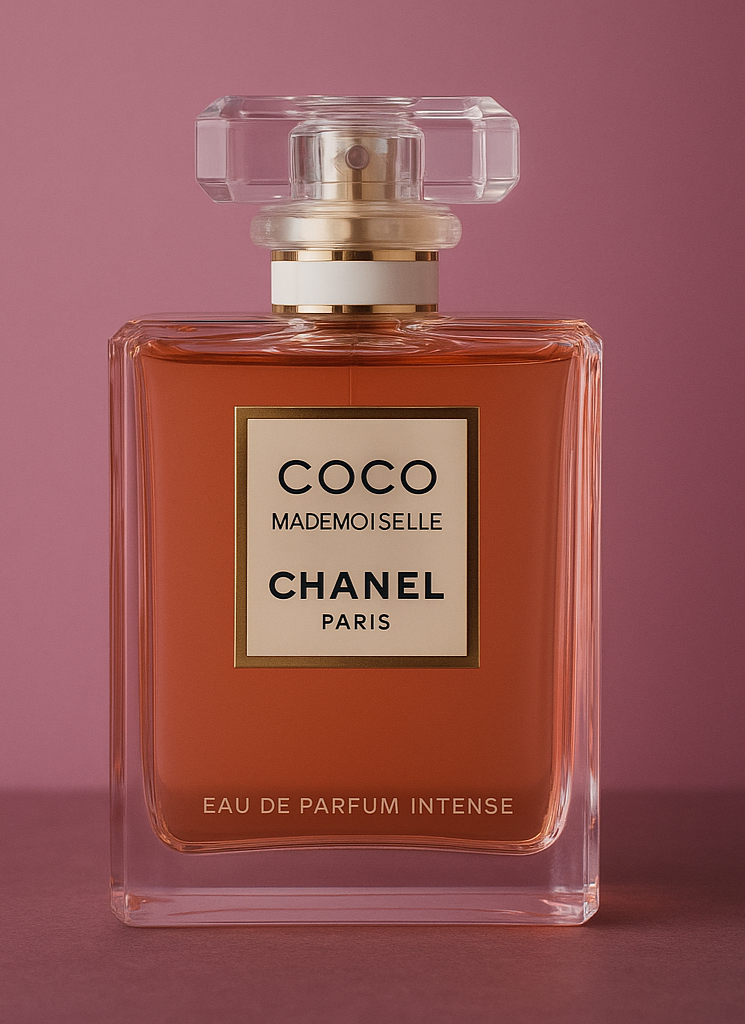 COCO
MADEMOISELLE
CHANEL
PARIS
EAU DE PARFUM INTENSE